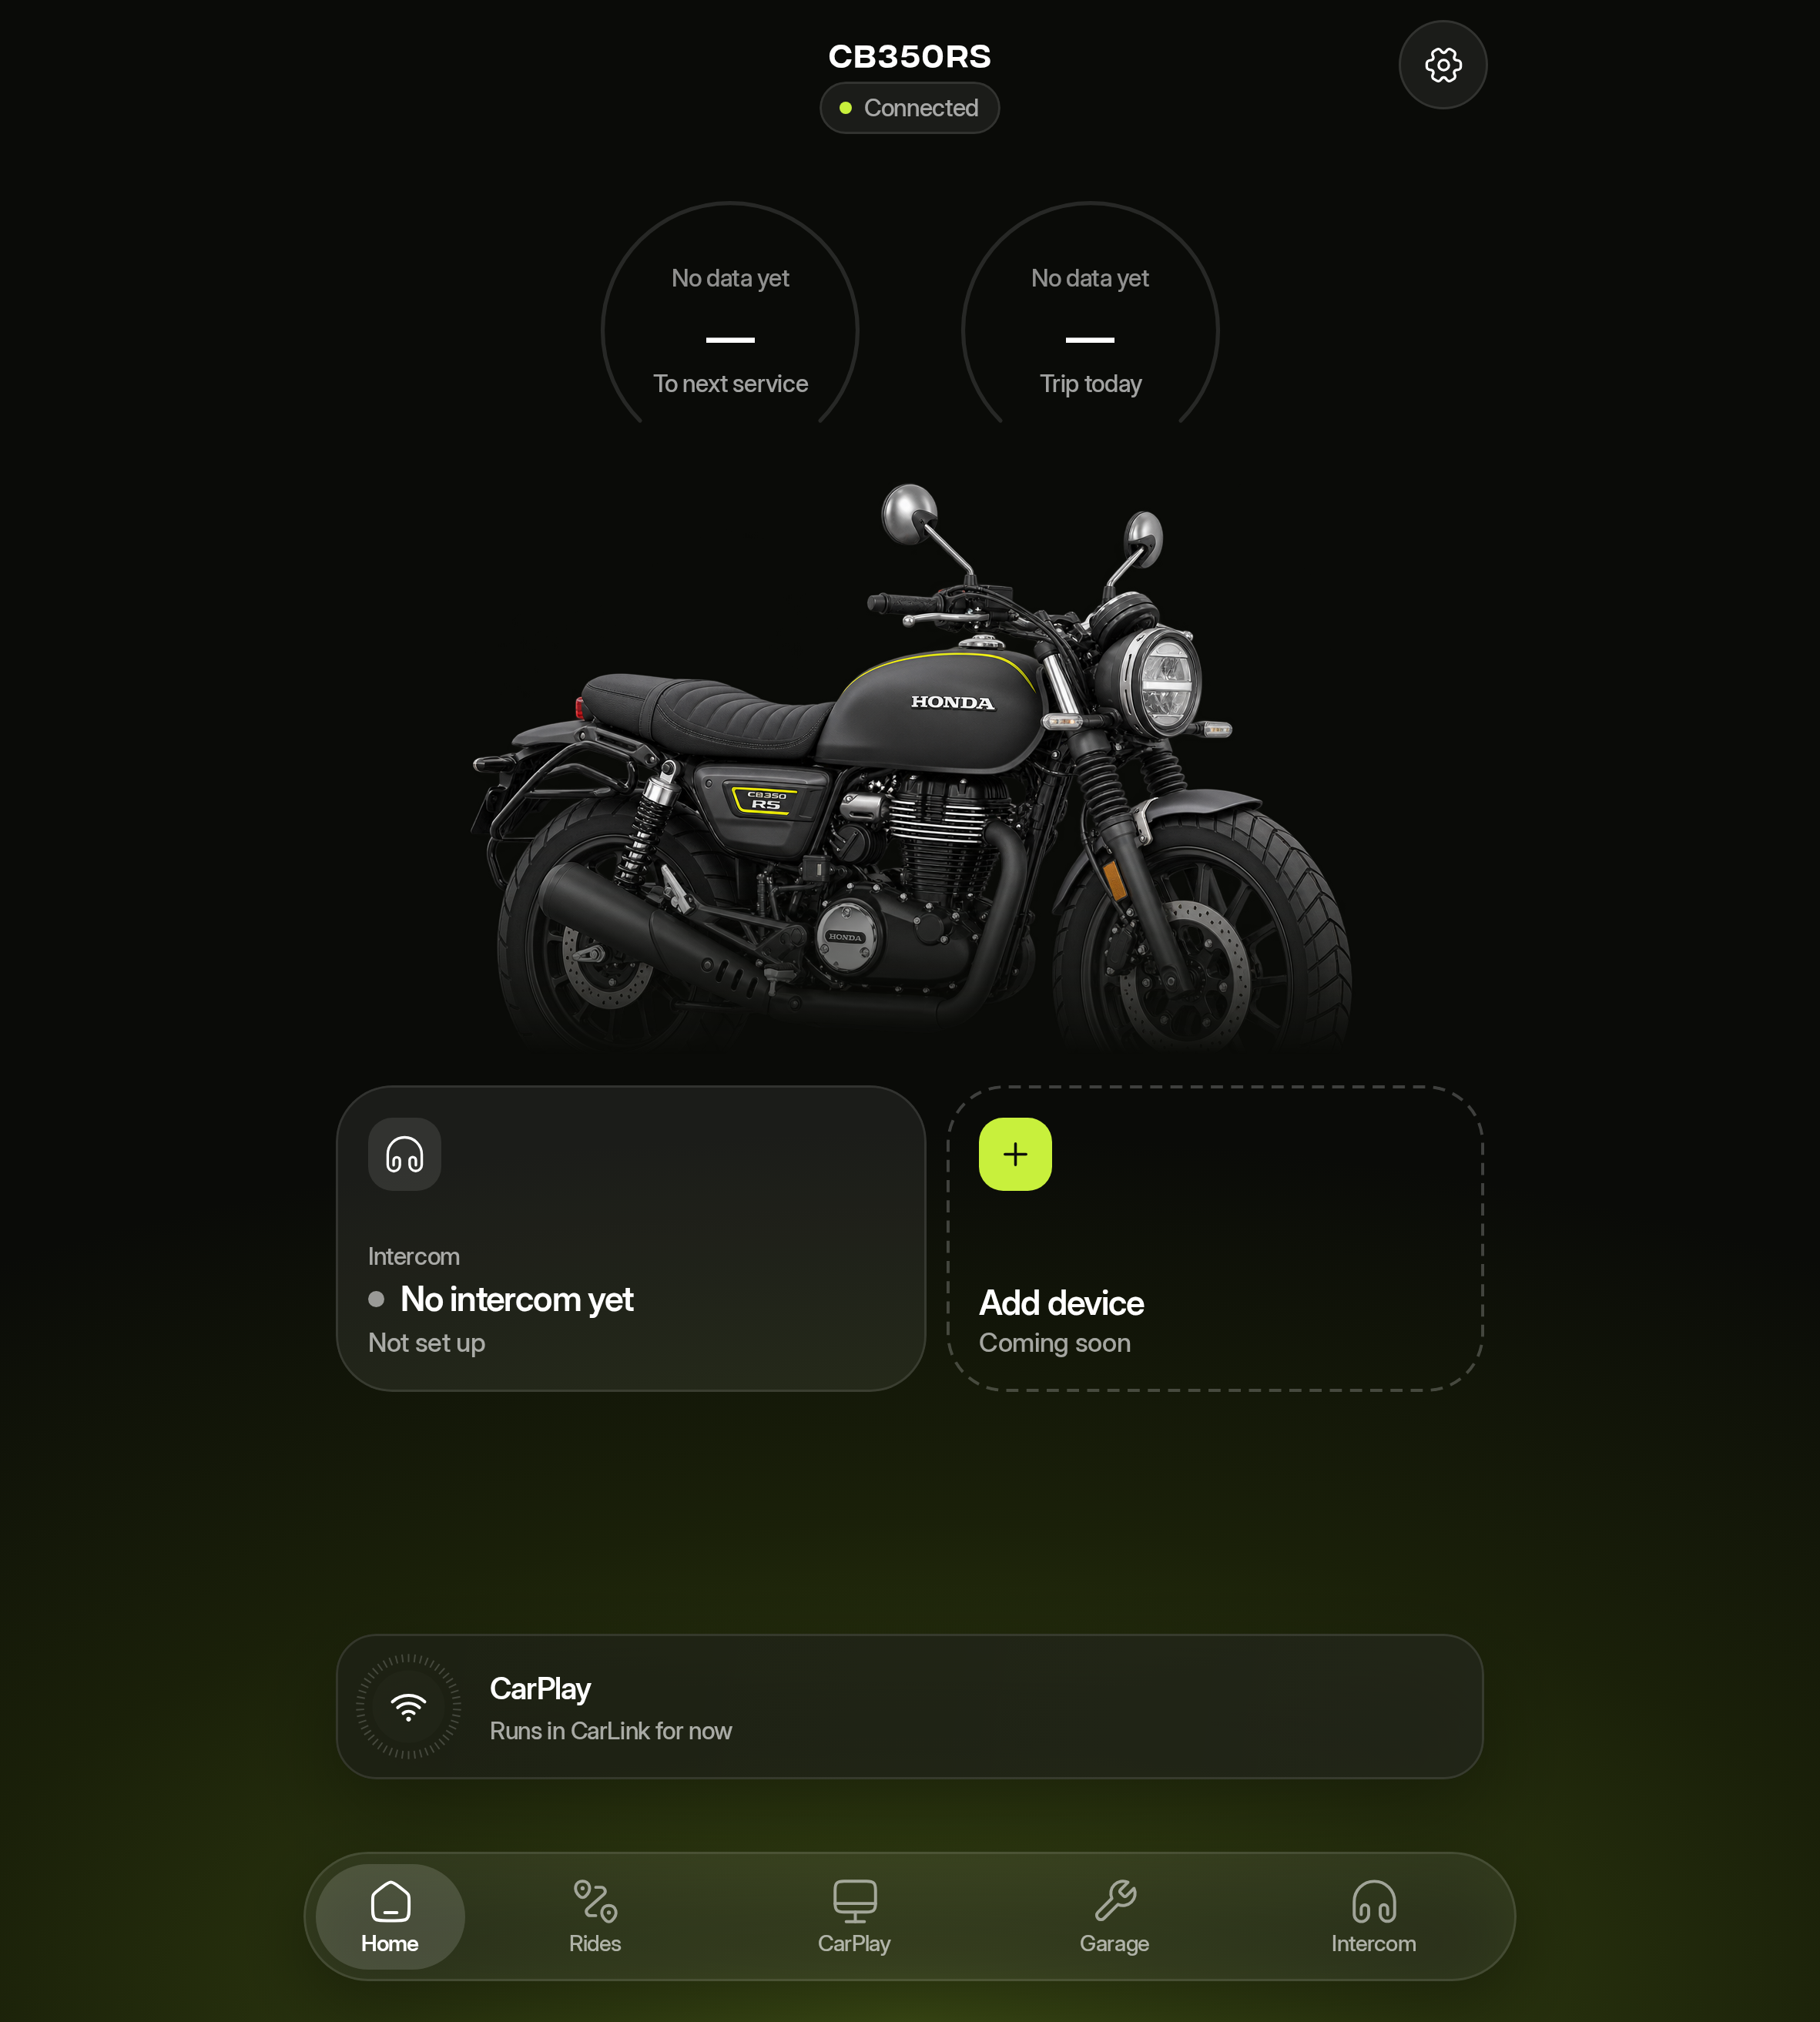 CB350RS
Connected
No data yet
—
To next service
No data yet
—
Trip today
HONDA
CB350
RS
HONDA
Intercom
No intercom yet
Not set up
Add device
Coming soon
CarPlay
Runs in CarLink for now
Home
Rides
CarPlay
Garage
Intercom